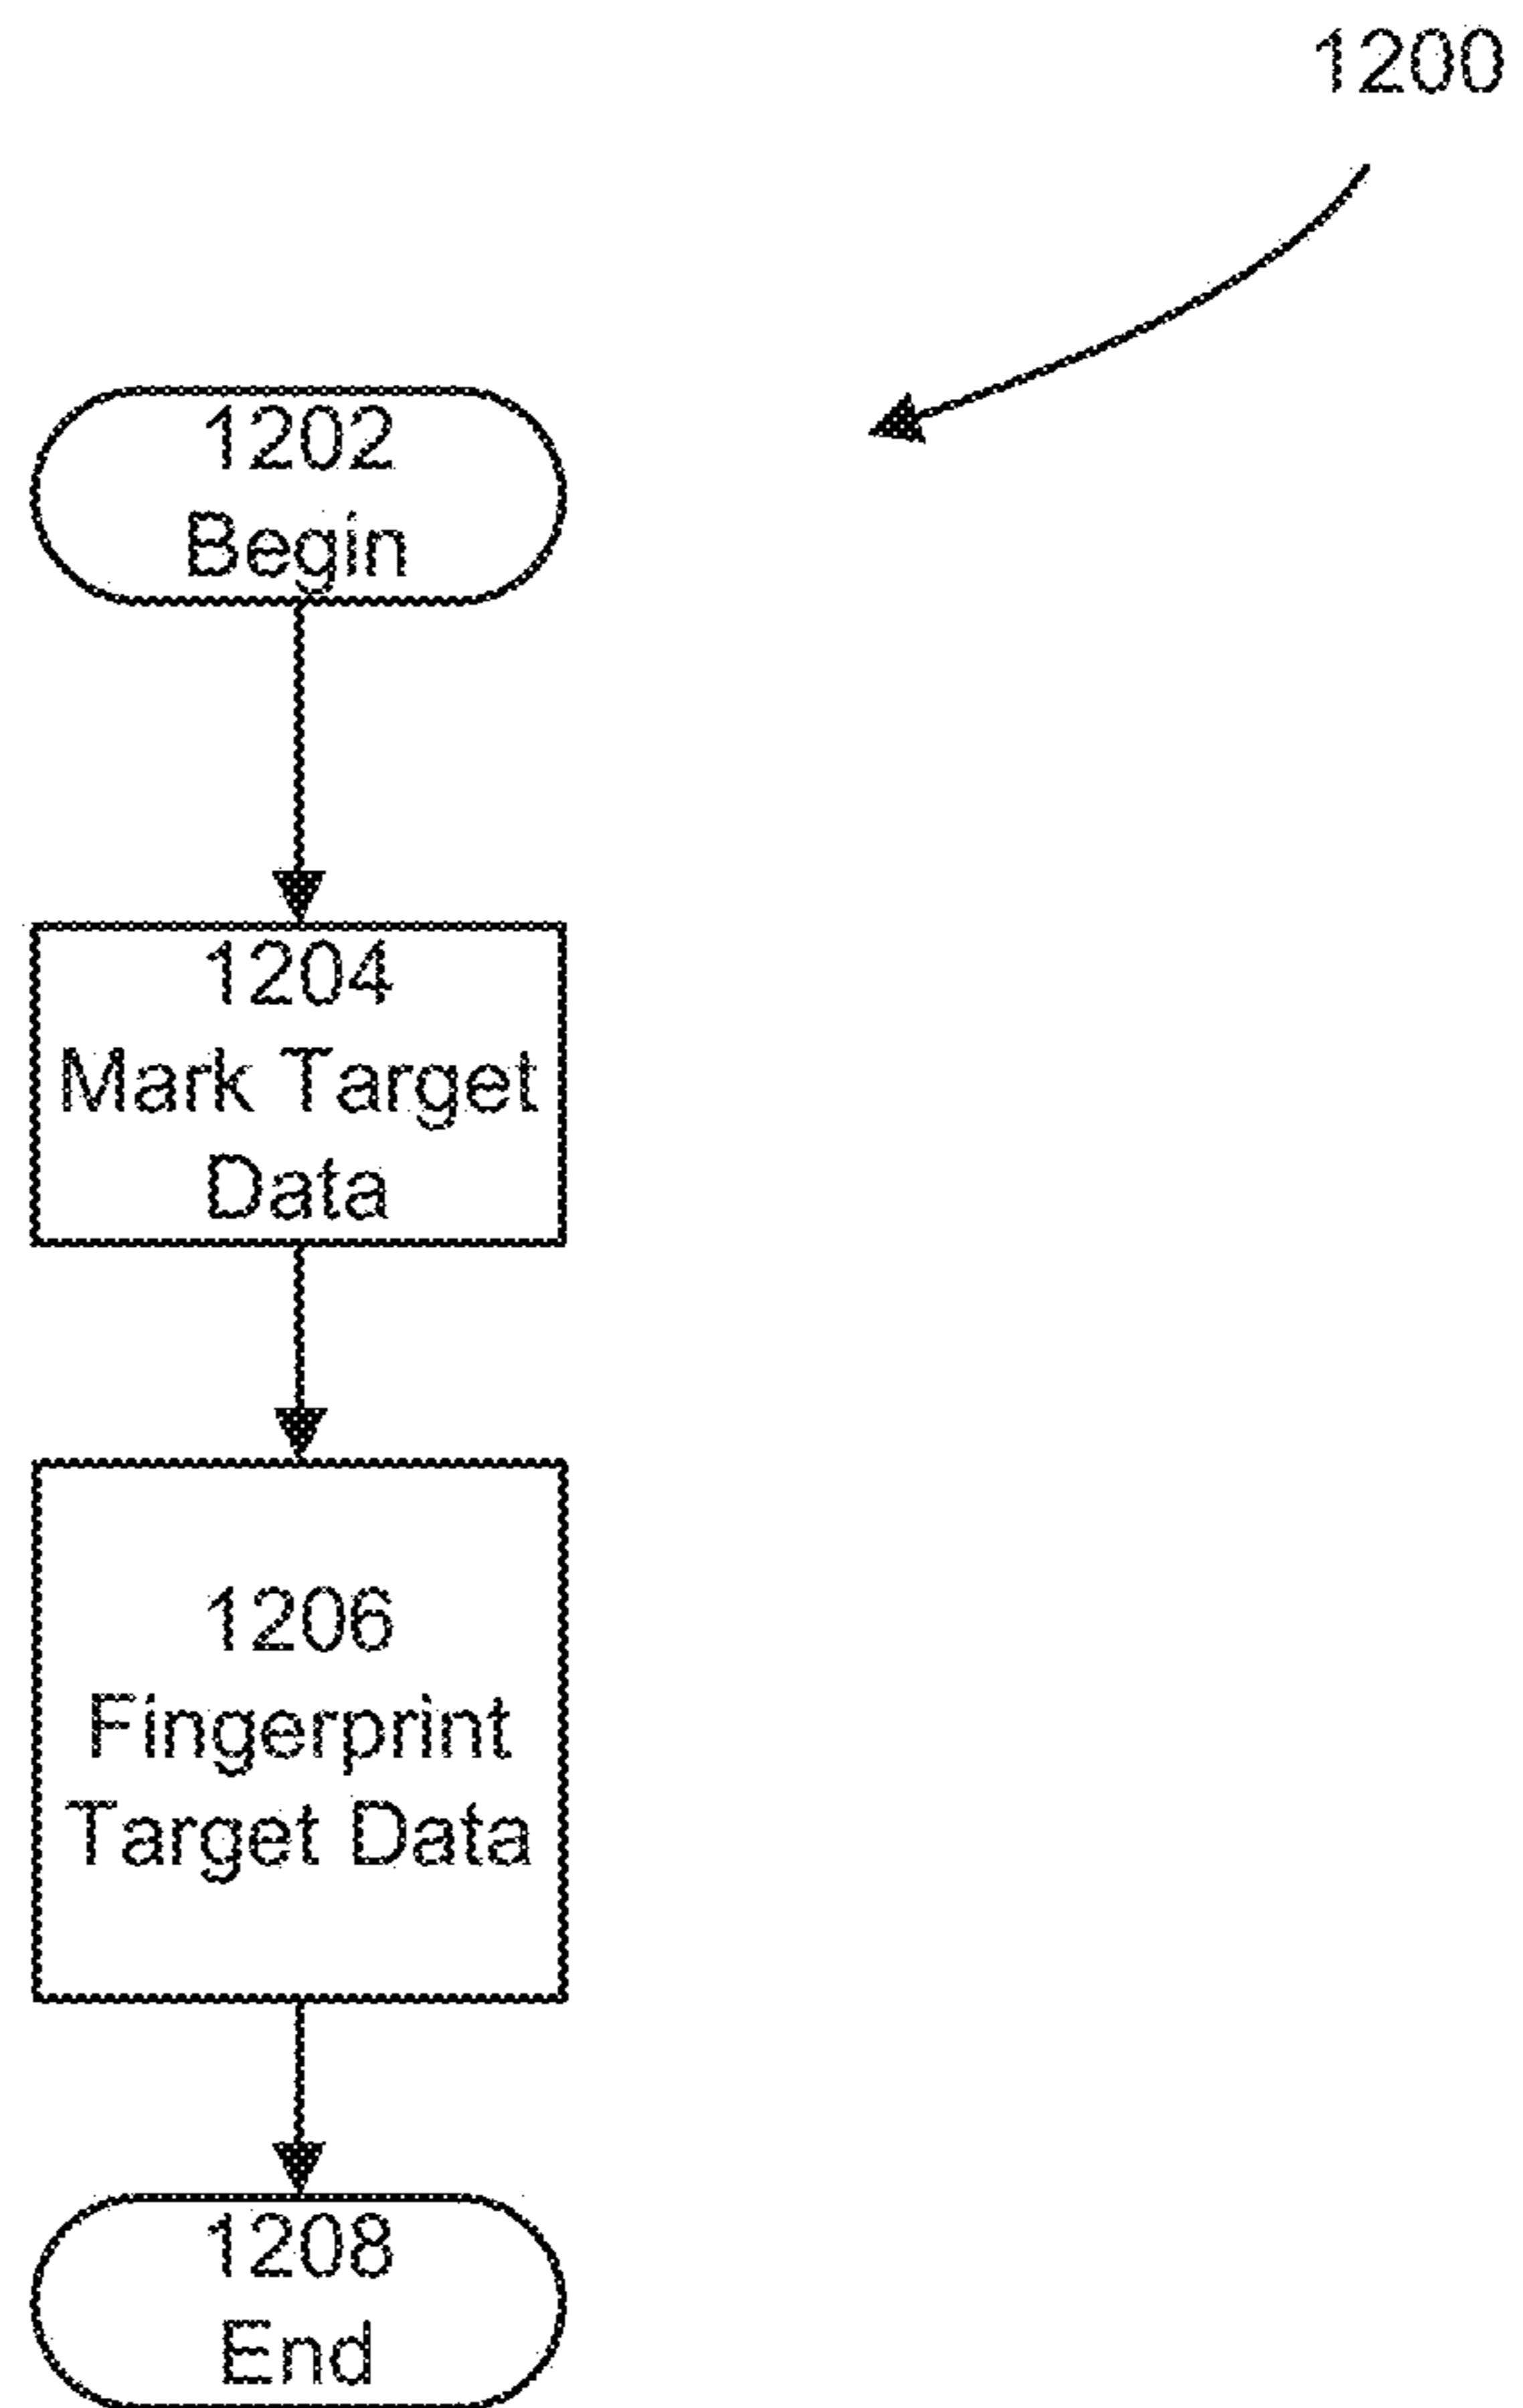 1200
1202
Begin
1204
Mark Target
Data
1206
Fingerprint
Target Data
1208
End